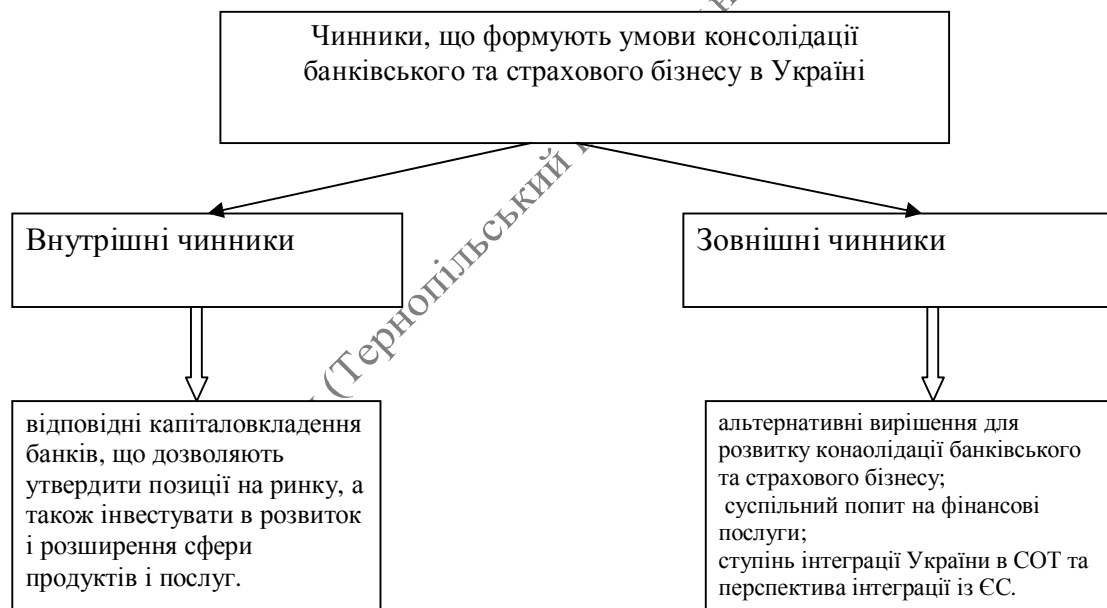 Чинники, що формують умови консолідації
банківського та страхового бізнесу в Україні
Внутрішні чинники
Зовнішні чинники
відповідні капіталовкладення
банків, що дозволяють
утвердити позиції на ринку, а
також інвестувати в розвиток
і розширення сфери
продуктів і послуг.
альтернативні вирішення для
розвитку конаолідації банківського
та страхового бізнесу;
суспільний попит на фінансові
послуги;
ступінь інтеграції України в СОТ та
перспектива інтеграції із ЄС.
(Тернопільський